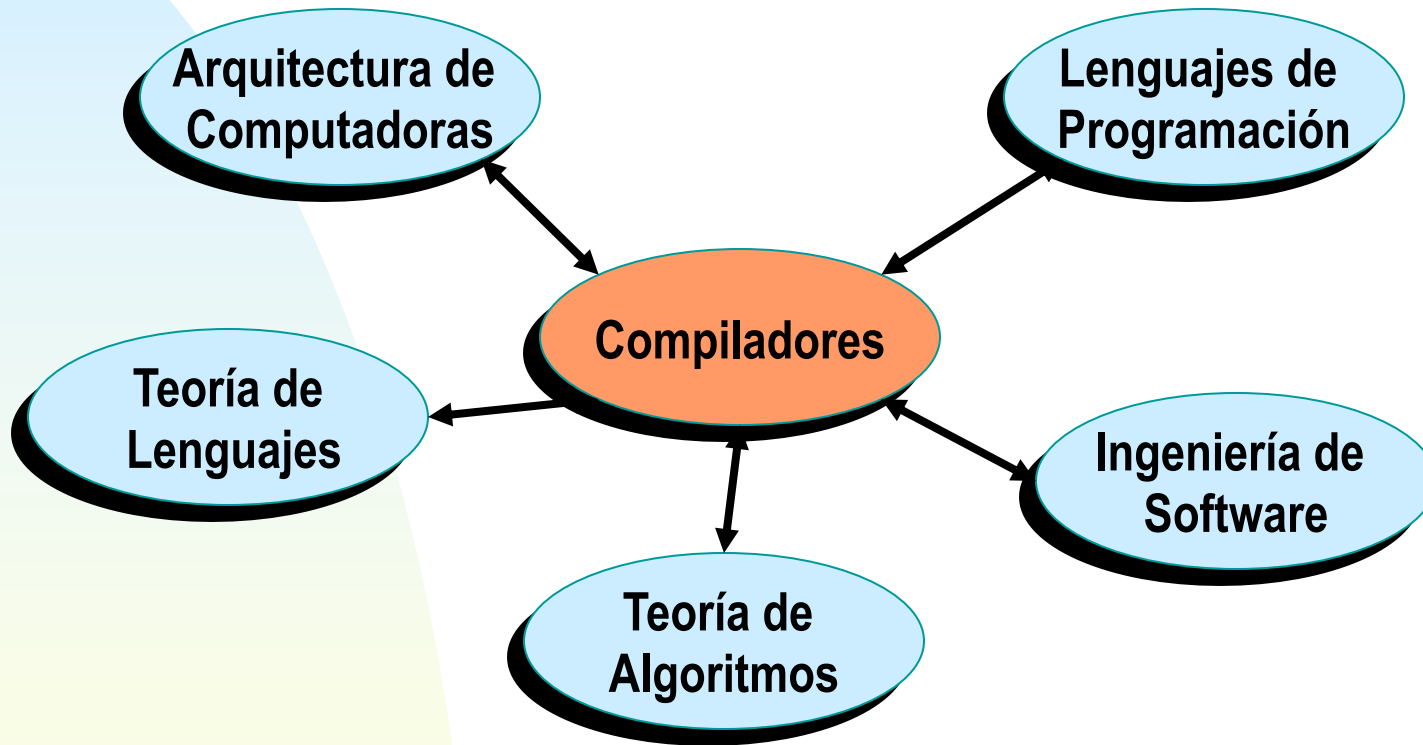 Arquitectura de
Computadoras
Lenguajes de
Programación
Compiladores
Teoría de
Lenguajes
Ingeniería de
Software
Teoría de
Algoritmos